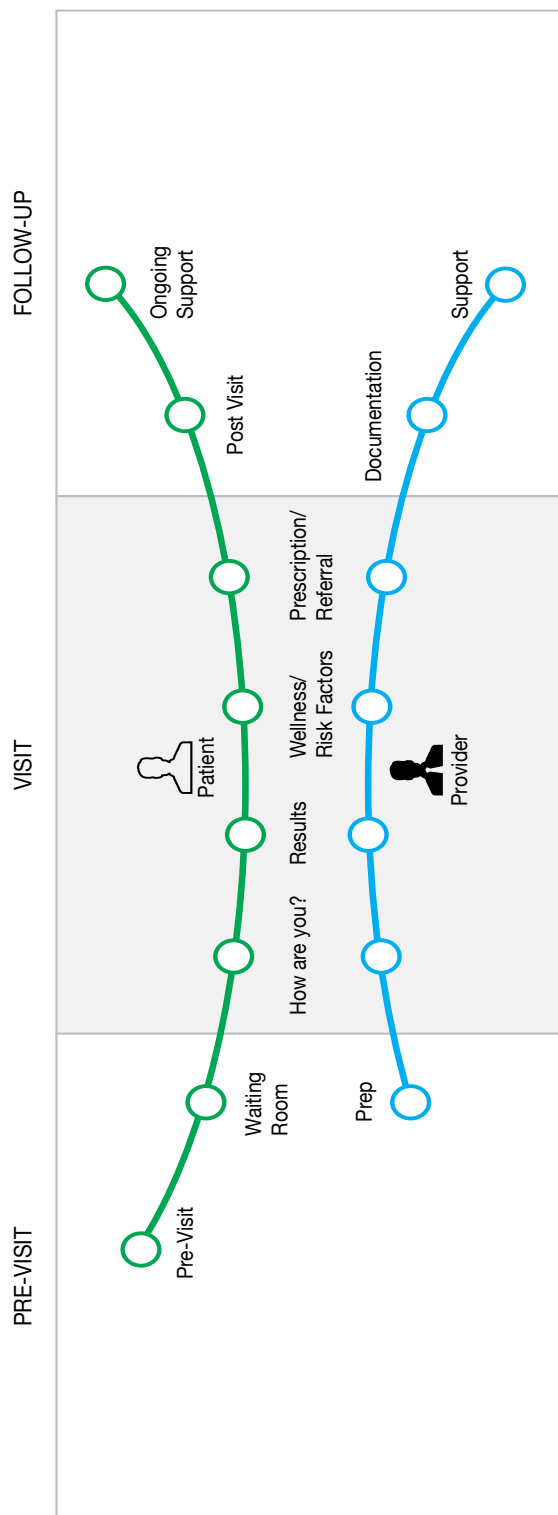 PRE-VISIT
VISIT
FOLLOW-UP
Pre-Visit
Waiting
Room
Patient
Post Visit
Ongoing
Support
How are you?
Results
Wellness/
Risk Factors
Prescription/
Referral
Prep
Provider
Documentation
Support